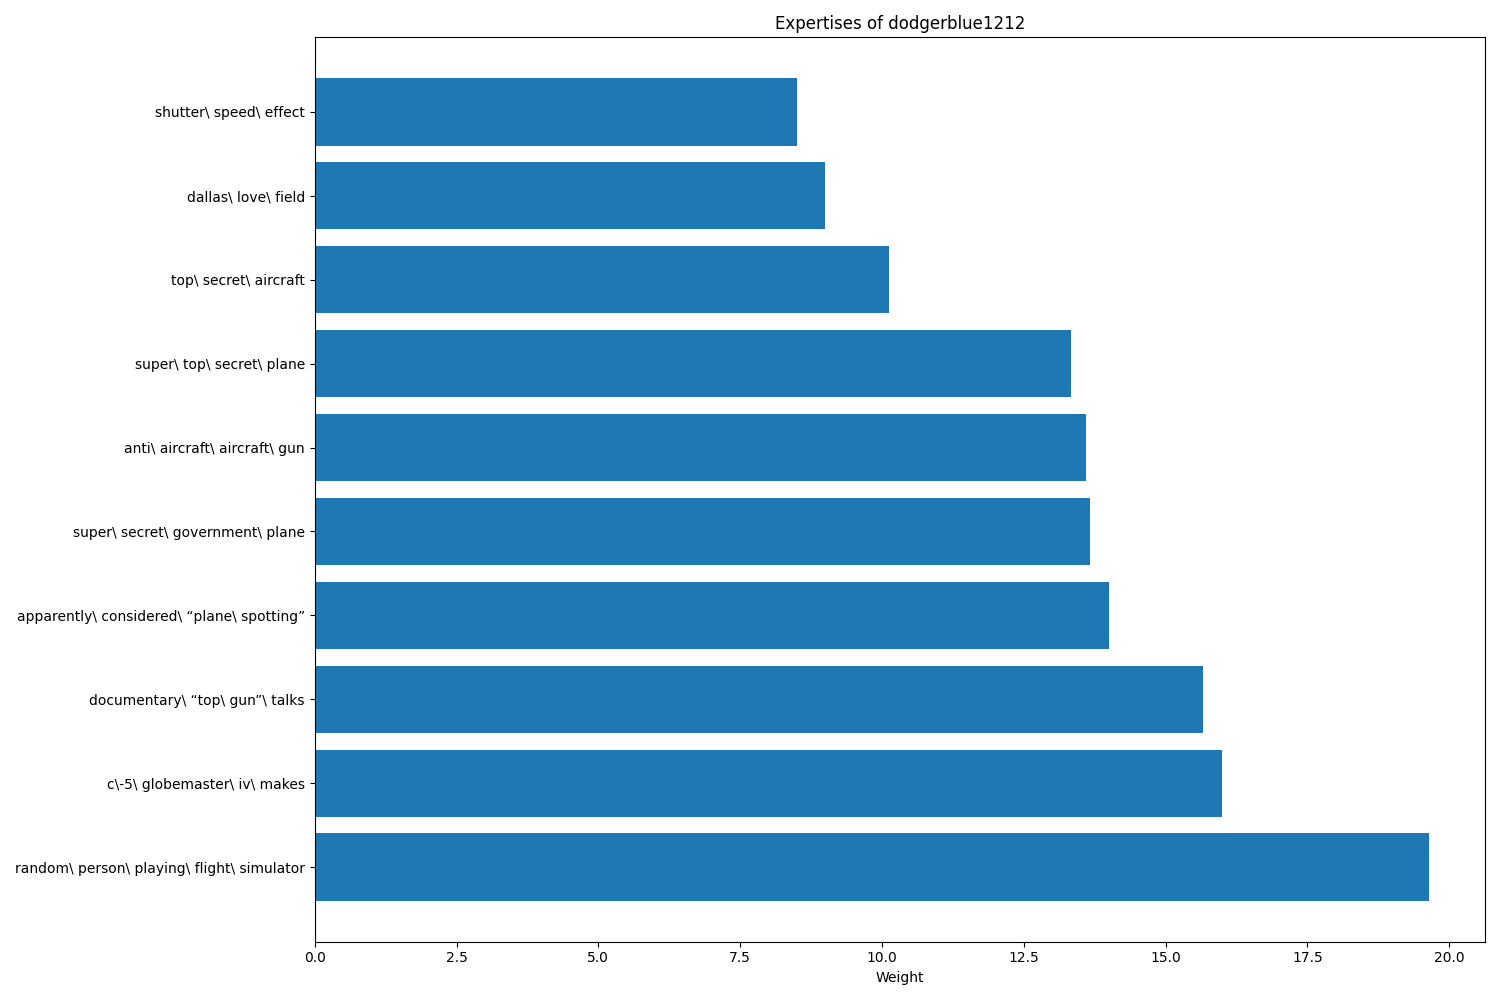 Expertises of dodgerblue1212
shutter\ speed\ effect
dallas\ love\ field
top\ secret\ aircraft
super\ top\ secret\ plane
anti\ aircraft\ aircraft\ gun
super\ secret\ government\ plane
apparently\ considered\ “plane\ spotting”
documentary\ “top\ gun”\ talks
c\-5\ globemaster\ iv\ makes
random\ person\ playing\ flight\ simulator
0.0 2.5 5.0 7.5 10.0 12.5 15.0 17.5 20.0
Weight